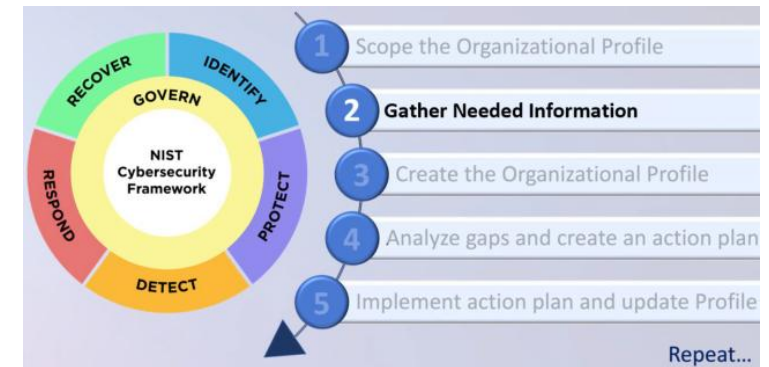 RECOVER
IDENTIFY
GOVERN
NIST
Cybersecurity
Framework
RESPOND
PROTECT
DETECT
1 Scope the Organizational Profile
2 Gather Needed Information
3 Create the Organizational Profile
4 Analyze gaps and create an action plan
5 Implement action plan and update Profile
Repeat...